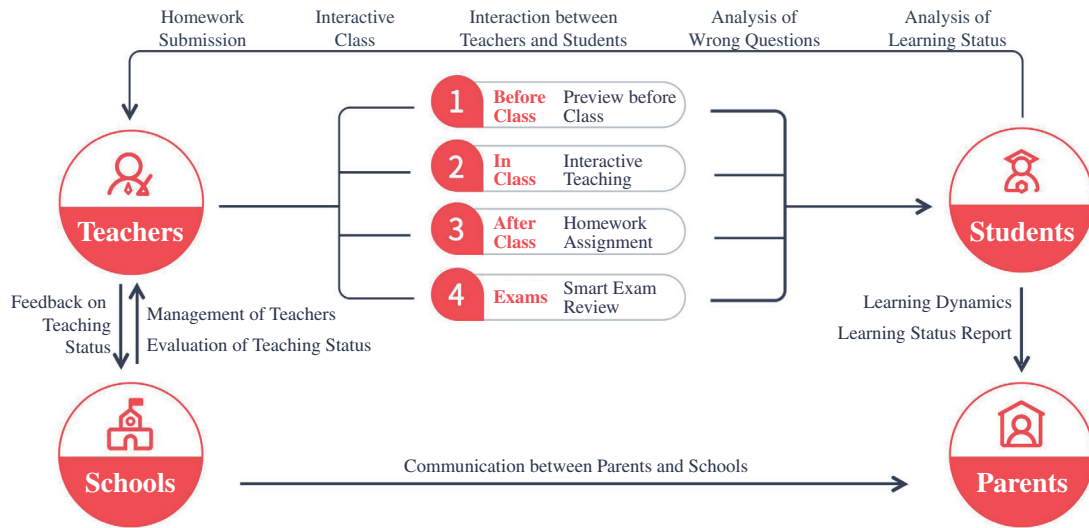 Homework
Submission
Interactive
Class
Interaction between
Teachers and Students
Analysis of
Wrong Questions
Analysis of
Learning Status
1
Before
Class
Preview before
Class
2
In
Class
Interactive
Teaching
3
After
Class
Homework
Assignment
4
Exams
Smart Exam
Review
Teachers
Students
Feedback on
Teaching
Status
Management of Teachers
Evaluation of Teaching Status
Learning Dynamics
Learning Status Report
Communication between Parents and Schools
Schools
Parents